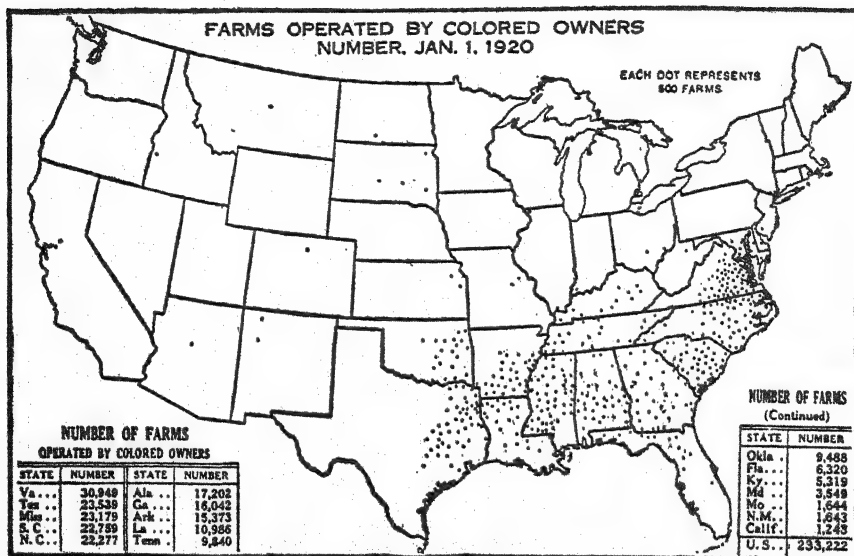 FARMS OPERATED BY COLORED OWNERS
NUMBER, JAN. 1, 1920
EACH DOT REPRESENTS
500 FARMS
NUMBER OF FARMS
OPERATED BY COLORED OWNERS
STATE NUMBER STATE NUMBER
Va ... 30,949 Ala .. 17,202
Tex ... 23,539 Ga ... 16,042
Miss ... 23,179 Ark .. 15,373
S. C .. 22,759 La ... 10,986
N. C .. 22,277 Tenn .. 9,840
NUMBER OF FARMS
(Continued)
STATE NUMBER
Okla .. 9,488
Fla ... 6,320
Ky ... 5,319
Md ... 3,549
Mo ... 1,644
N.M... 1,643
Calif .. 1,243
U.S... 233,222